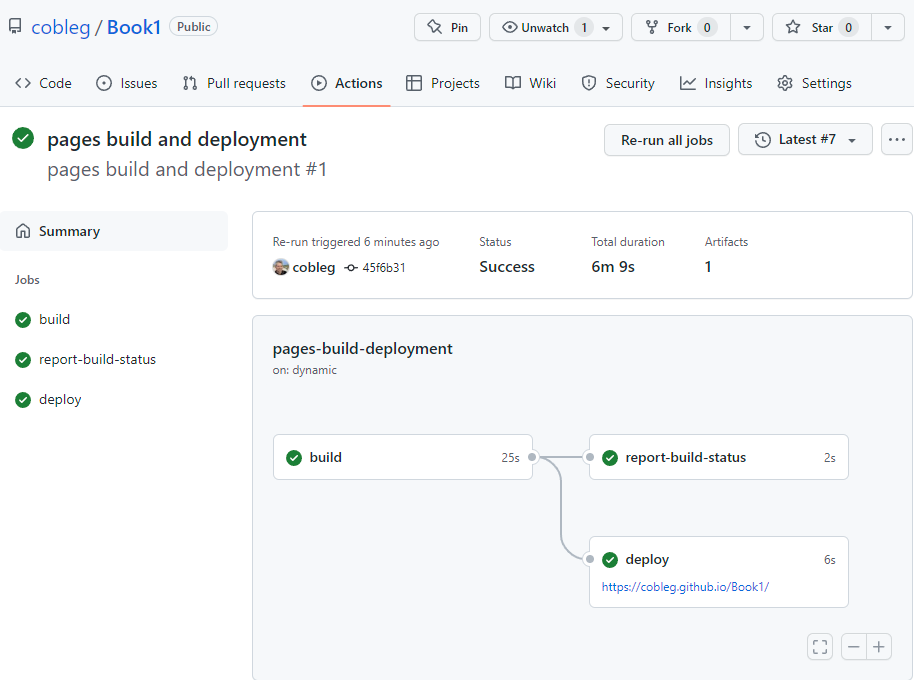 cobleg / Book1 Public Pin Unwatch 1 Fork 0 Star 0
Code Issues Pull requests Actions Projects Wiki Security Insights Settings
pages build and deployment
pages build and deployment #1
Re-run all jobs Latest #7 ...
Summary
Jobs
build
report-build-status
deploy
Re-run triggered 6 minutes ago Status Total duration Artifacts
cobleg 45f6b31 Success 6m 9s 1
pages-build-deployment
on: dynamic
build 25s report-build-status 2s
deploy 6s
https://cobleg.github.io/Book1/